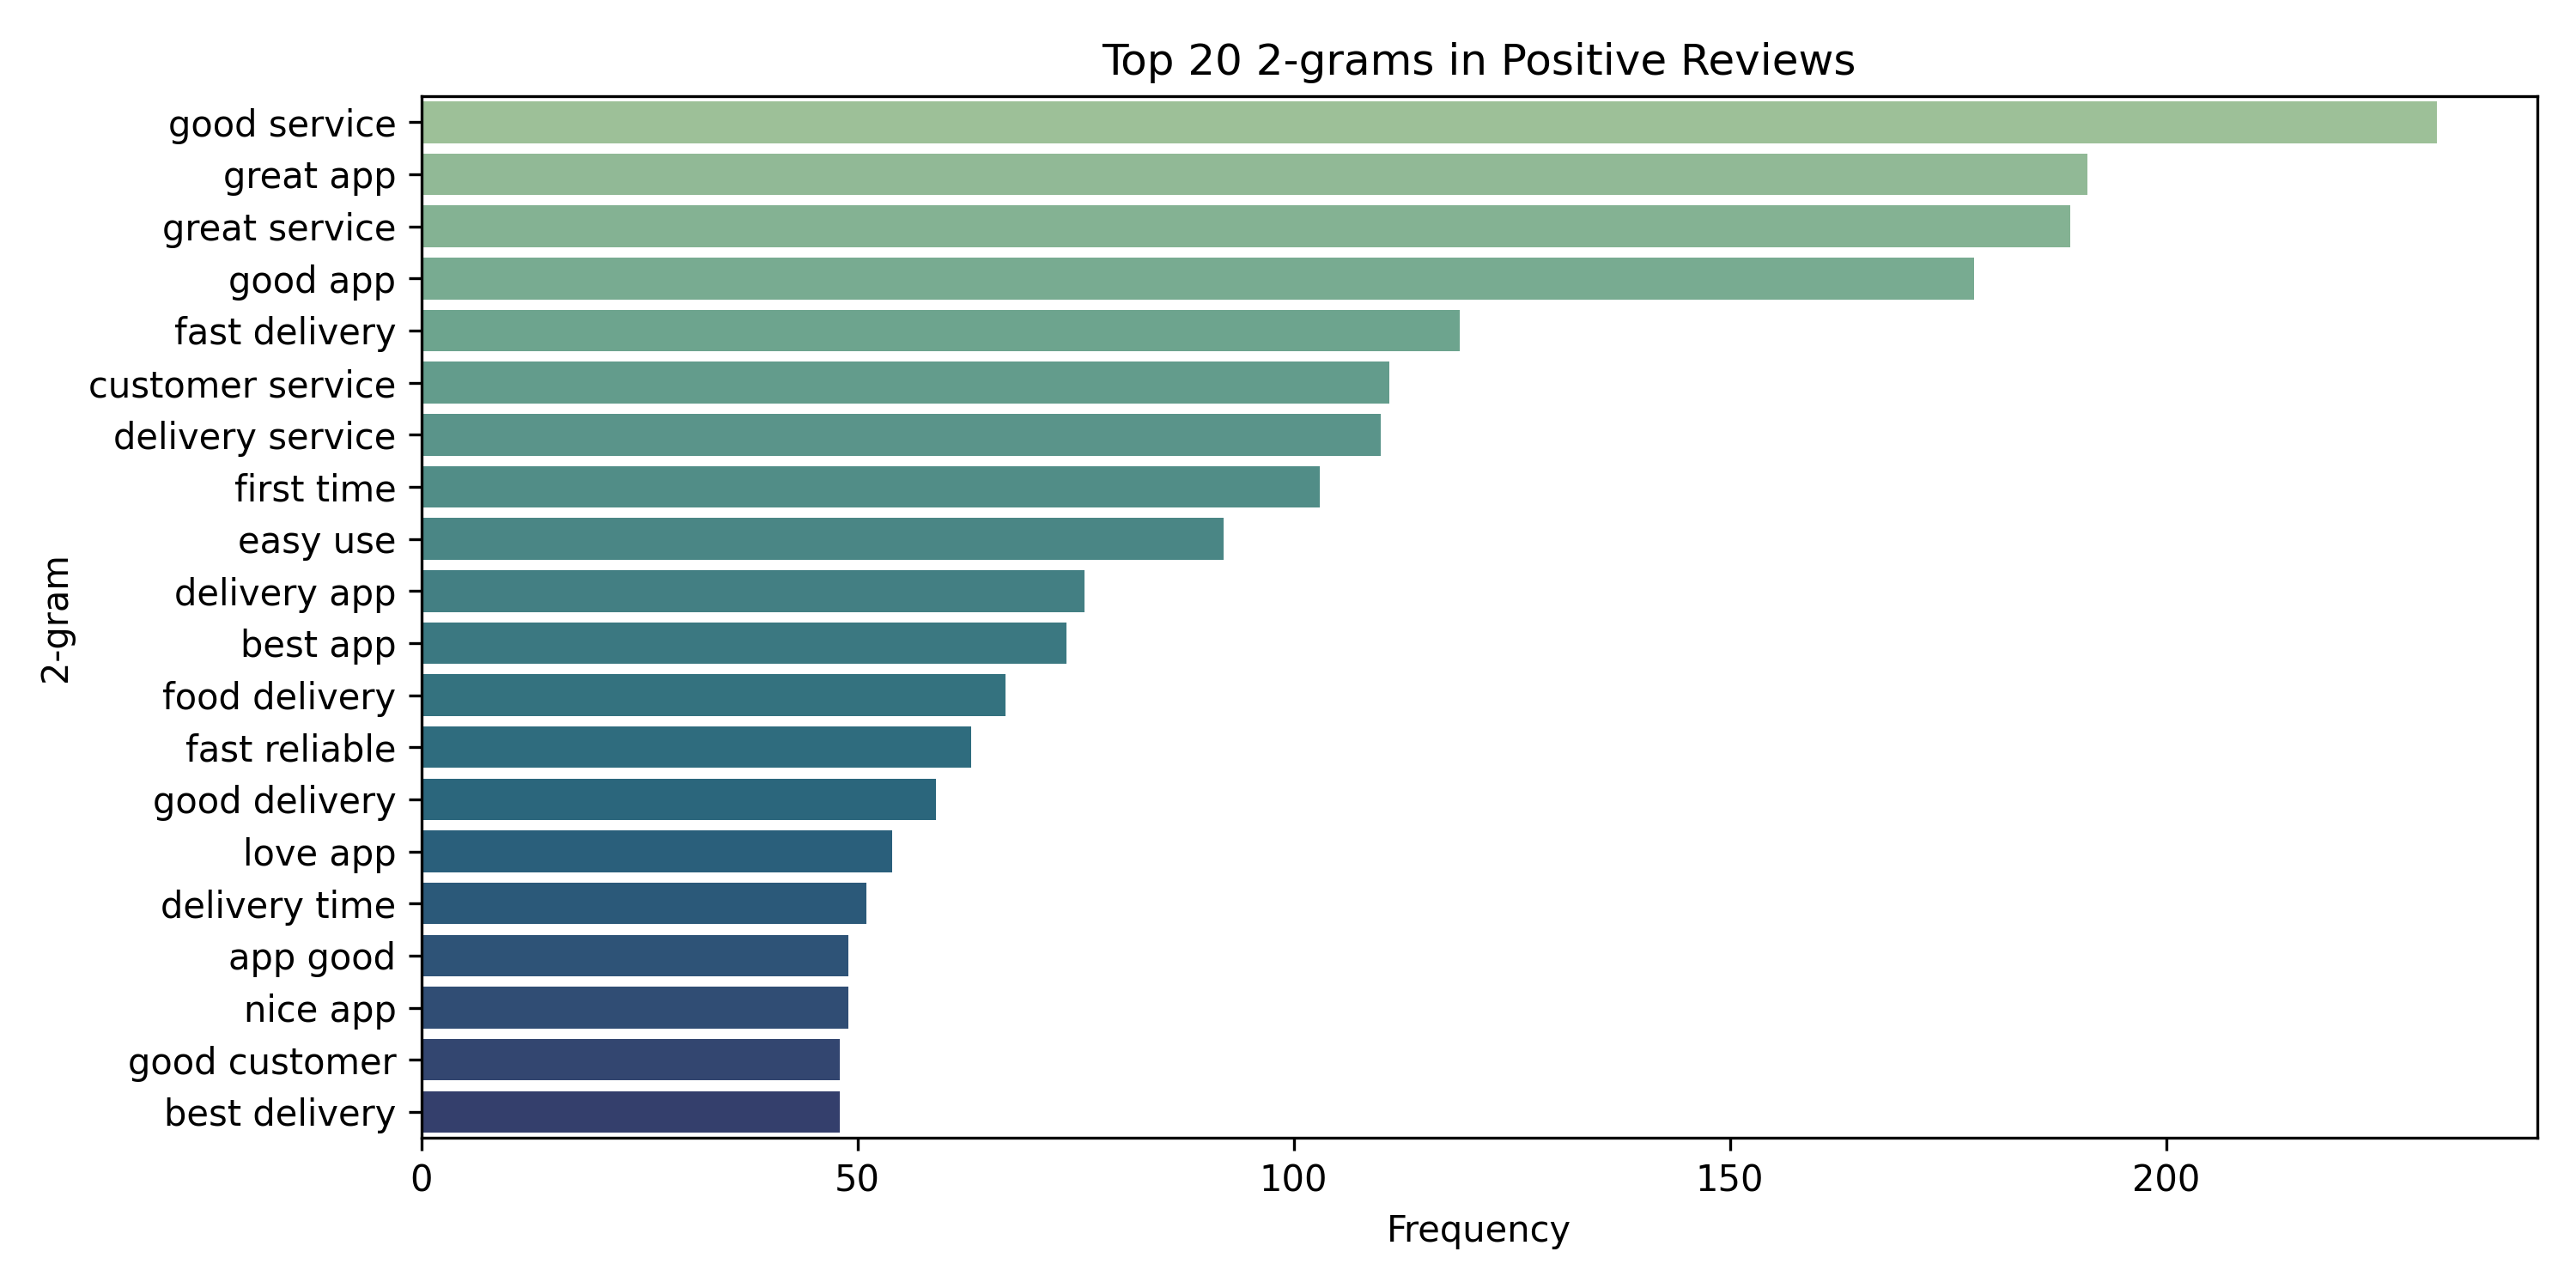 Top 20 2-grams in Positive Reviews
good service
great app
great service
good app
fast delivery
customer service
delivery service
first time
easy use
delivery app
best app
food delivery
fast reliable
good delivery
love app
delivery time
app good
nice app
good customer
best delivery
2-gram
0 50 100 150 200
Frequency